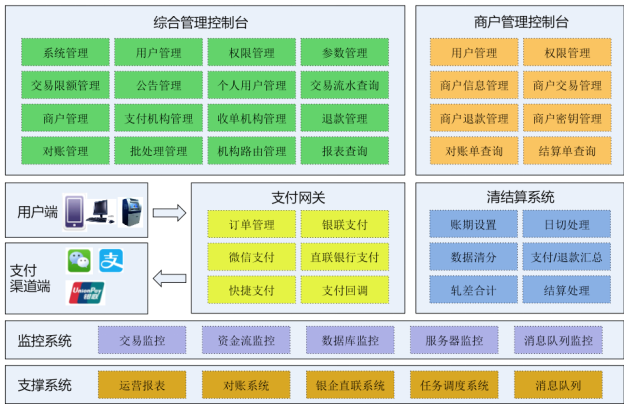 综合管理控制台
系统管理 用户管理 权限管理 参数管理
交易限额管理 公告管理 个人用户管理 交易流水查询
商户管理 支付机构管理 收单机构管理 退款管理
对账管理 批处理管理 机构路由管理 报表查询
商户管理控制台
用户管理 权限管理
商户信息管理 商户交易管理
商户退款管理 商户密钥管理
对账单查询 结算单查询
用户端
支付
渠道端
支
UnionPay
银联
支付网关
订单管理 银联支付
微信支付 直联银行支付
快捷支付 支付回调
清结算系统
账期设置 日切处理
数据清分 支付/退款汇总
轧差合计 结算处理
监控系统 交易监控 资金流监控 数据库监控 服务器监控 消息队列监控
支撑系统 运营报表 对账系统 银企直联系统 任务调度系统 消息队列